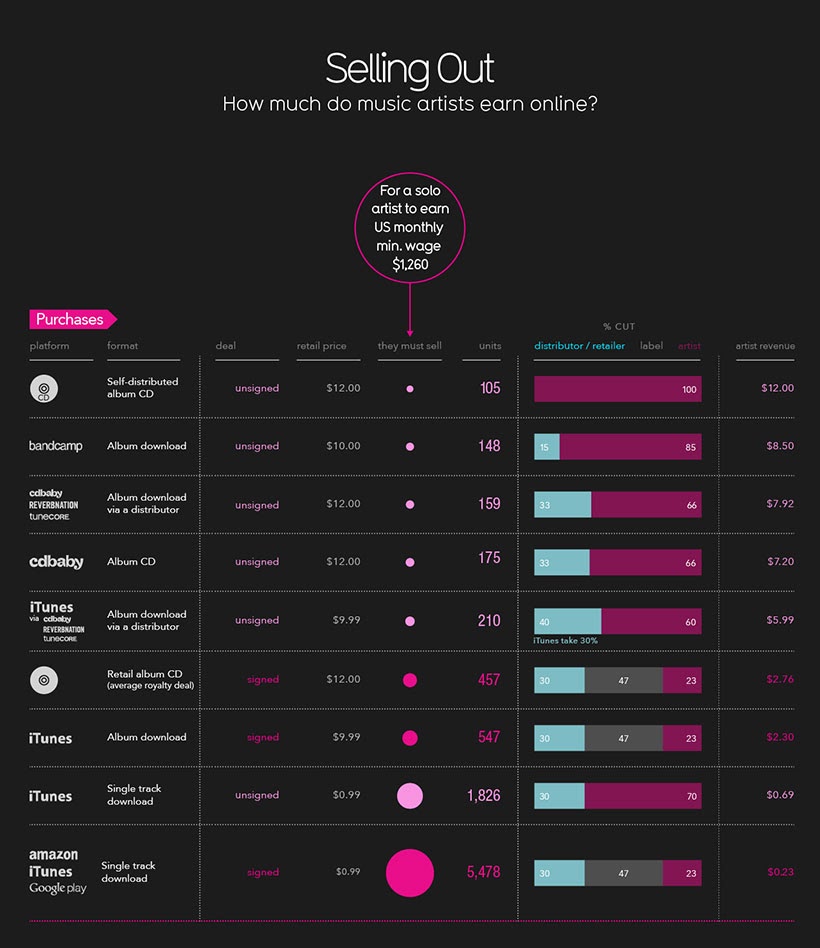 Selling Out
How much do music artists earn online?
For a solo
artist to earn
US monthly
min. wage
$1,260
Purchases
% CUT
platform format deal retail price they must sell units distributor / retailer label artist artist revenue
CD
Self-distributed
album CD
unsigned $12.00 105 100 $12.00
bandcamp Album download unsigned $10.00 148 15 85 $8.50
cdbaby
REVERBNATION
tunecore
Album download
via a distributor
unsigned $12.00 159 33 66 $7.92
cdbaby Album CD unsigned $12.00 175 33 66 $7.20
iTunes
via cdbaby
REVERBNATION
tunecore
Album download
via a distributor
unsigned $9.99 210 40 60 $5.99
iTunes take 30%
Retail album CD
(average royalty deal)
signed $12.00 457 30 47 23 $2.76
iTunes Album download signed $9.99 547 30 47 23 $2.30
iTunes
Single track
download
unsigned $0.99 1,826 30 70 $0.69
amazon
iTunes
Google play
Single track
download
signed $0.99 5,478 30 47 23 $0.23